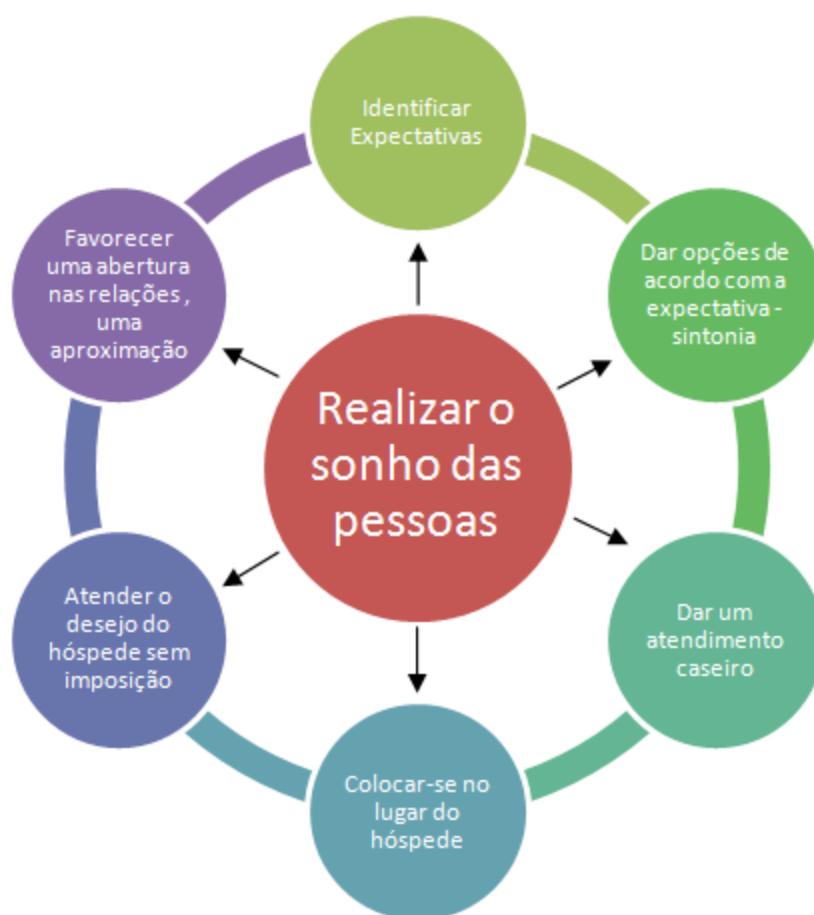 Identificar
Expectativas
Dar opções de
acordo com a
expectativa -
sintonia
Dar um
atendimento
caseiro
Colocar-se no
lugar do
hóspede
Atender o
desejo do
hóspede sem
imposição
Favorecer
uma abertura
nas relações ,
uma
aproximação
Realizar o
sonho das
pessoas